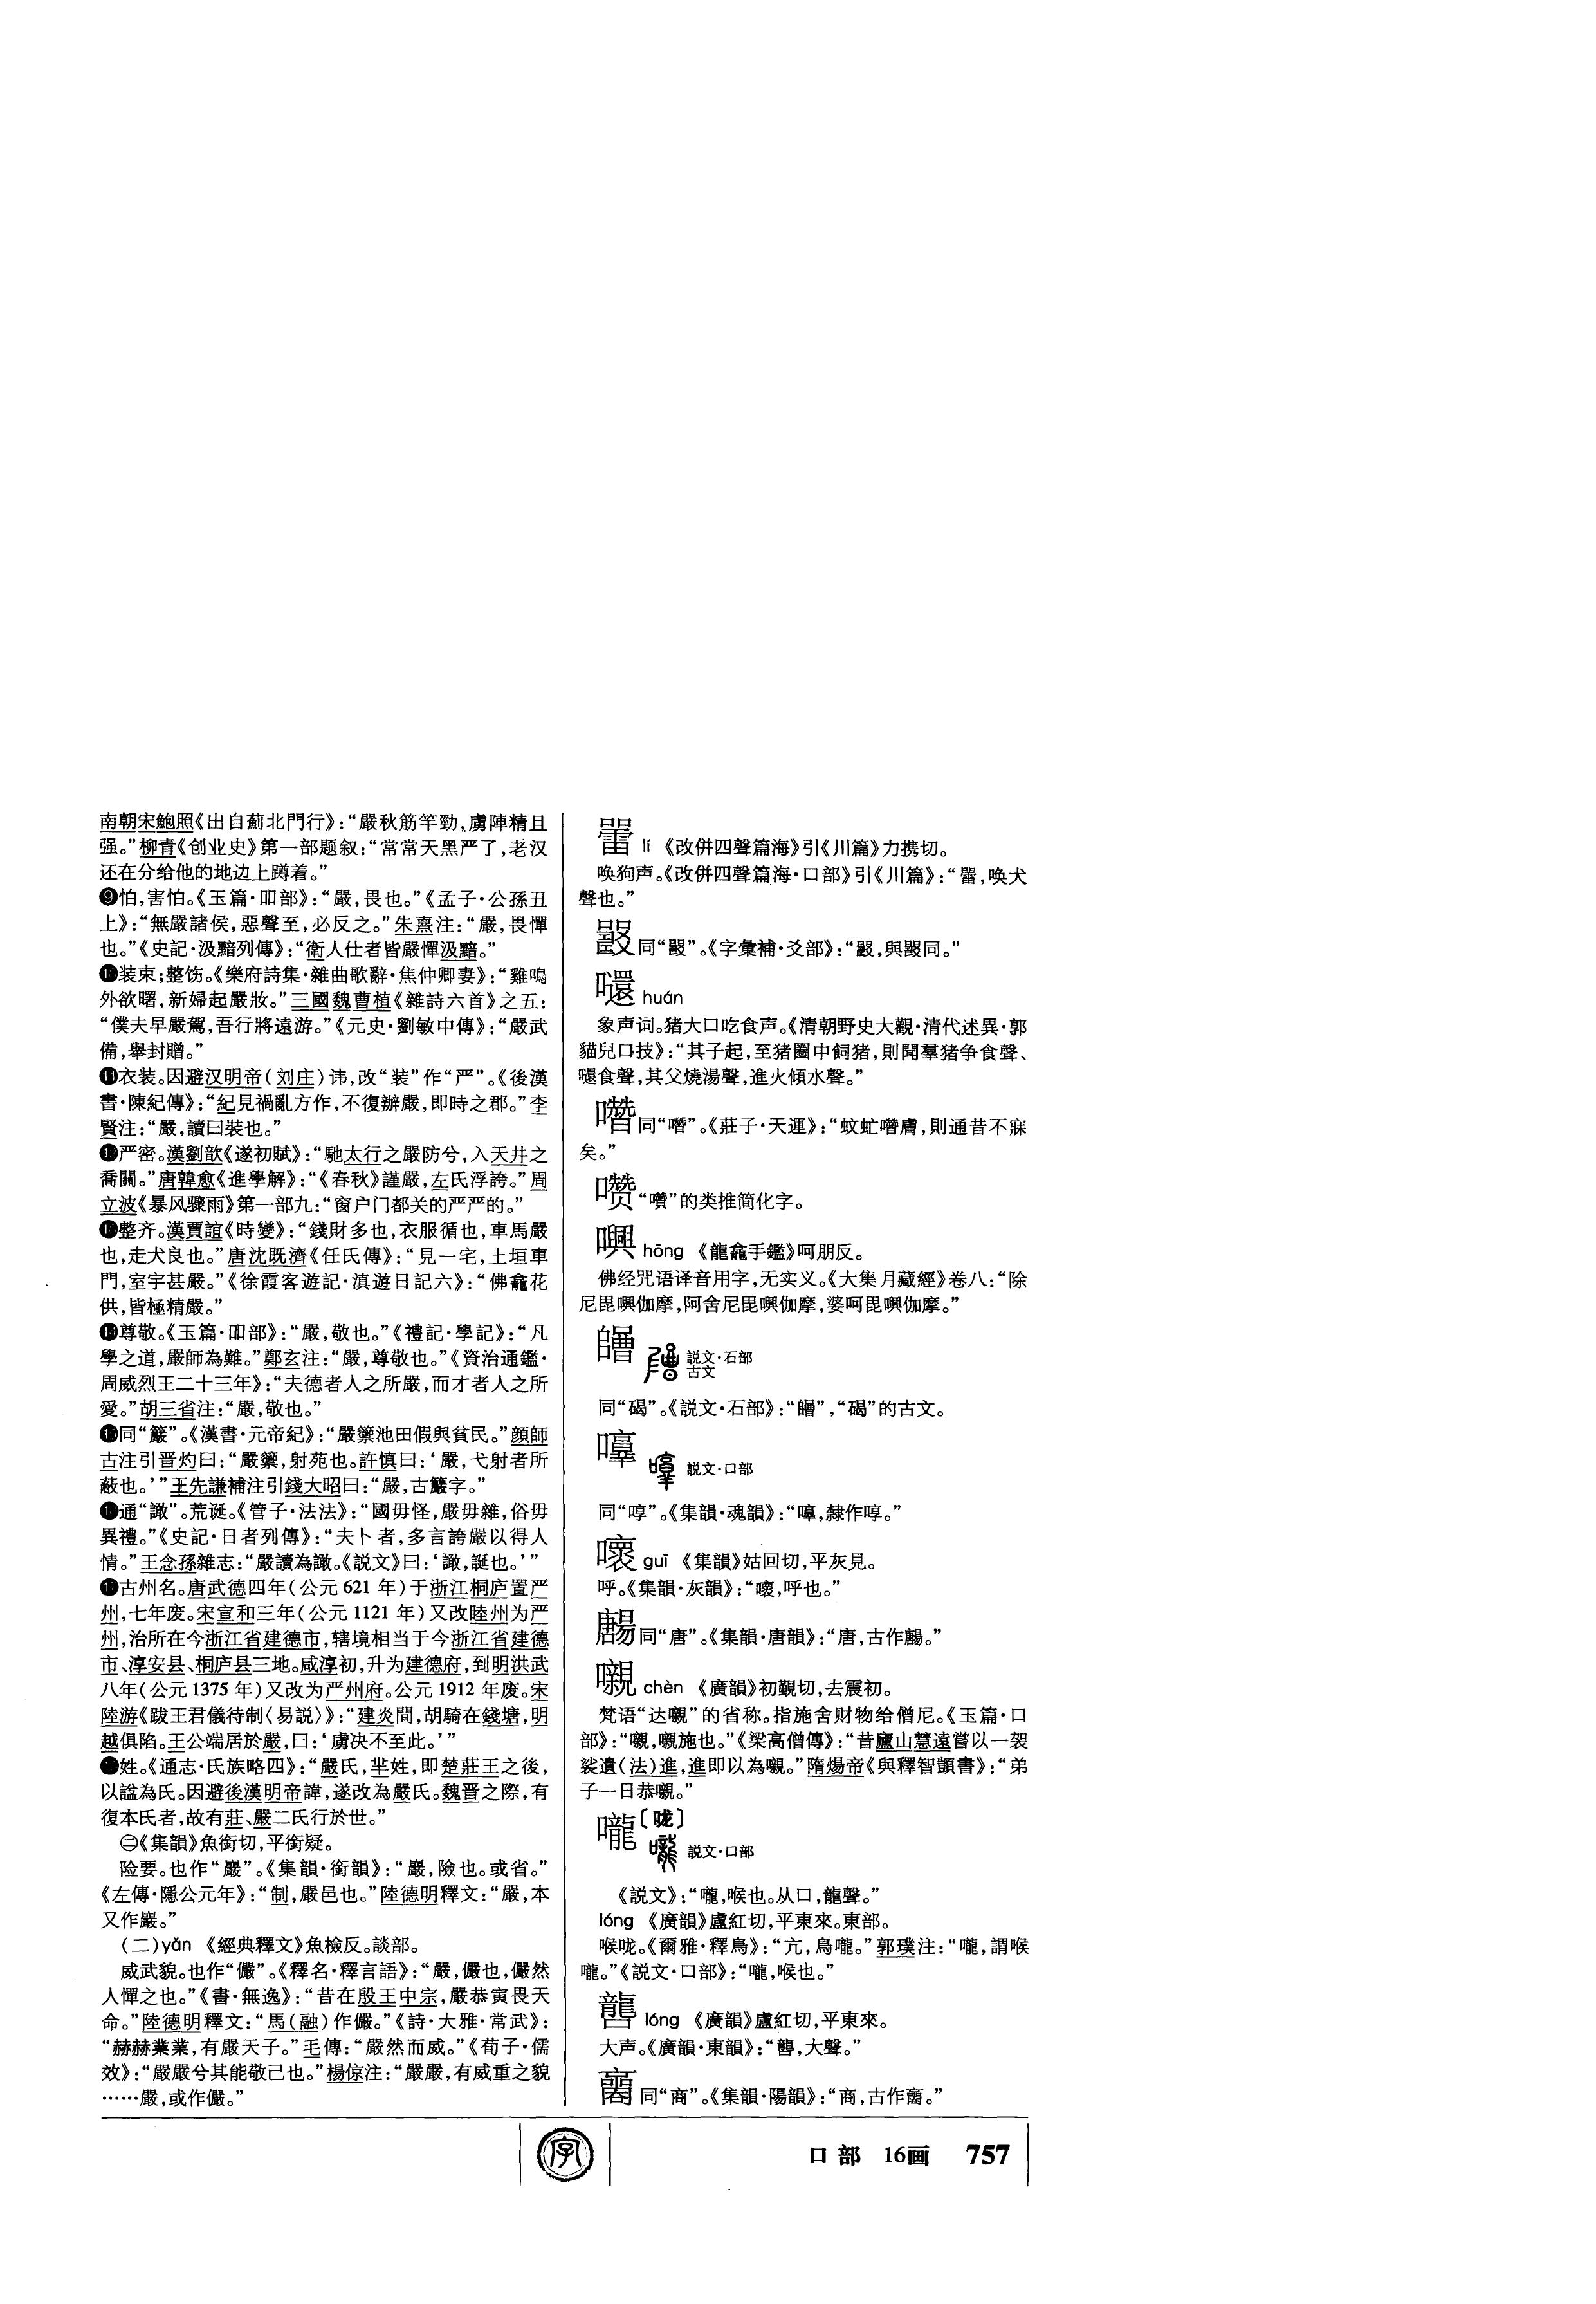 南朝宋鮑照《出自薊北門行》：“嚴秋筋竿勁，虜陣精且
强。”柳青《创业史》第一部题叙：“常常天黑严了，老汉
还在分给他的地边上蹲着。”
❾怕，害怕。《玉篇·吅部》：“嚴，畏也。”《孟子·公孫丑
上》：“無嚴諸侯，惡聲至，必反之。”朱熹注：“嚴，畏憚
也。”《史記·汲黯列傳》：“衛人仕者皆嚴憚汲黯。”
❿装束；整饬。《樂府詩集·雜曲歌辭·焦仲卿妻》：“雞鳴
外欲曙，新婦起嚴妝。”三國魏曹植《雜詩六首》之五：
“僕夫早嚴駕，吾行將遠游。”《元史·劉敏中傳》：“嚴武
備，舉封贈。”
⓫衣装。因避汉明帝（刘庄）讳，改“装”作“严”。《後漢
書·陳紀傳》：“紀見禍亂方作，不復辦嚴，即時之郡。”李
賢注：“嚴，讀曰裝也。”
⓬严密。漢劉歆《遂初賦》：“馳太行之嚴防兮，入天井之
喬關。”唐韓愈《進學解》：“《春秋》謹嚴，左氏浮誇。”周
立波《暴风骤雨》第一部九：“窗户门都关的严严的。”
⓭整齐。漢賈誼《時變》：“錢財多也，衣服循也，車馬嚴
也，走犬良也。”唐沈既濟《任氏傳》：“見一宅，土垣車
門，室宇甚嚴。”《徐霞客遊記·滇遊日記六》：“佛龕花
供，皆極精嚴。”
⓮尊敬。《玉篇·吅部》：“嚴，敬也。”《禮記·學記》：“凡
學之道，嚴師為難。”鄭玄注：“嚴，尊敬也。”《資治通鑑·
周威烈王二十三年》：“夫德者人之所嚴，而才者人之所
愛。”胡三省注：“嚴，敬也。”
⓯同“籬”。《漢書·元帝紀》：“嚴籞池田假與貧民。”顔師
古注引晋灼曰：“嚴籞，射苑也。許慎曰：‘嚴，弋射者所
蔽也。’”王先謙補注引錢大昭曰：“嚴，古字。”
⓰通“譀”。荒诞。《管子·法法》：“國毋怪，嚴毋雜，俗毋
異禮。”《史記·日者列傳》：“夫卜者，多言誇嚴以得人
情。”王念孫雜志：“嚴讀為譀。《説文》曰：‘譀，誕也。’”
⓱古州名。唐武德四年（公元621年）于浙江桐庐置严
州，七年废。宋宣和三年（公元1121年）又改睦州为严
州，治所在今浙江省建德市，辖境相当于今浙江省建德
市、淳安县、桐庐县三地。咸淳初，升为建德府，到明洪武
八年（公元1375年）又改为严州府。公元1912年废。宋
陸游《跋王君儀待制〈易説〉》：“建炎間，胡騎在錢塘，明
越俱陷。王公端居於嚴，曰：‘虜决不至此。’”
⓲姓。《通志·氏族略四》：“嚴氏，芈姓，即楚莊王之後，
以謚為氏。因避後漢明帝諱，遂改為嚴氏。魏晋之際，有
復本氏者，故有莊、嚴二氏行於世。”
㊁《集韻》魚銜切，平銜疑。
险要。也作“巖”。《集韻·銜韻》：“巖，險也。或省。”
《左傳·隱公元年》：“制，嚴邑也。”陸德明釋文：“嚴，本
又作巖。”
（二）yǎn 《經典釋文》魚檢反。談部。
威武貌。也作“儼”。《釋名·釋言語》：“嚴，儼也，儼然
人憚之也。”《書·無逸》：“昔在殷王中宗，嚴恭寅畏天
命。”陸德明釋文：“馬（融）作儼。”《詩·大雅·常武》：
“赫赫業業，有嚴天子。”毛傳：“嚴然而威。”《荀子·儒
效》：“嚴嚴兮其能敬己也。”楊倞注：“嚴嚴，有威重之貌
……嚴，或作儼。”
lí 《改併四聲篇海》引《川篇》力携切。
唤狗声。《改併四聲篇海·口部》引《川篇》：“，唤犬
聲也。”
同“”。《字彙補·爻部》：“，與同。”
嚈 huán
象声词。猪大口吃食声。《清朝野史大觀·清代述異·郭
貓兒口技》：“其子起，至猪圈中飼猪，則聞羣猪争食聲、
食聲，其父燒湯聲，進火傾水聲。”
噆同“噆”。《莊子·天運》：“蚊虻噆膚，則通昔不寐
矣。”
“囋”的类推简化字。
嚊 hōng 《龍龕手鑑》呵朋反。
佛经咒语译音用字，无实义。《大集月藏經》卷八：“除
尼毘伽摩，阿舍尼毘伽摩，婆呵毘伽摩。”
説文·石部
古文
同“碣”。《説文·石部》：“”，“碣”的古文。
説文·口部
同“啍”。《集韻·魂韻》：“，隸作啍。”
guī 《集韻》姑回切，平灰見。
呼。《集韻·灰韻》：“，呼也。”
同“唐”。《集韻·唐韻》：“唐，古作。”
嚫 chèn 《廣韻》初覲切，去震初。
梵语“达嚫”的省称。指施舍财物给僧尼。《玉篇·口
部》：“嚫，嚫施也。”《梁高僧傳》：“昔廬山慧遠嘗以一袈
裟遺（法）進，進即以為嚫。”隋煬帝《與釋智顗書》：“弟
子一日恭嚫。”
嚨〔咙〕
説文·口部
《説文》：“嚨，喉也。从口，龍聲。”
lóng 《廣韻》盧紅切，平東來。東部。
喉咙。《爾雅·釋鳥》：“亢，鳥嚨。”郭璞注：“嚨，謂喉
嚨。”《説文·口部》：“嚨，喉也。”
lóng 《廣韻》盧紅切，平東來。
大声。《廣韻·東韻》：“，大聲。”
同“商”。《集韻·陽韻》：“商，古作。”
字
口部 16画 757